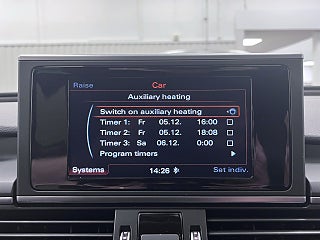 Raise Car
Auxiliary heating
Switch on auxiliary heating
Timer 1: Fr 05.12. 16:00
Timer 2: Fr 05.12. 18:08
Timer 3: Sa 06.12. 0:00
Program timers
Systems 14:26 Set indiv.